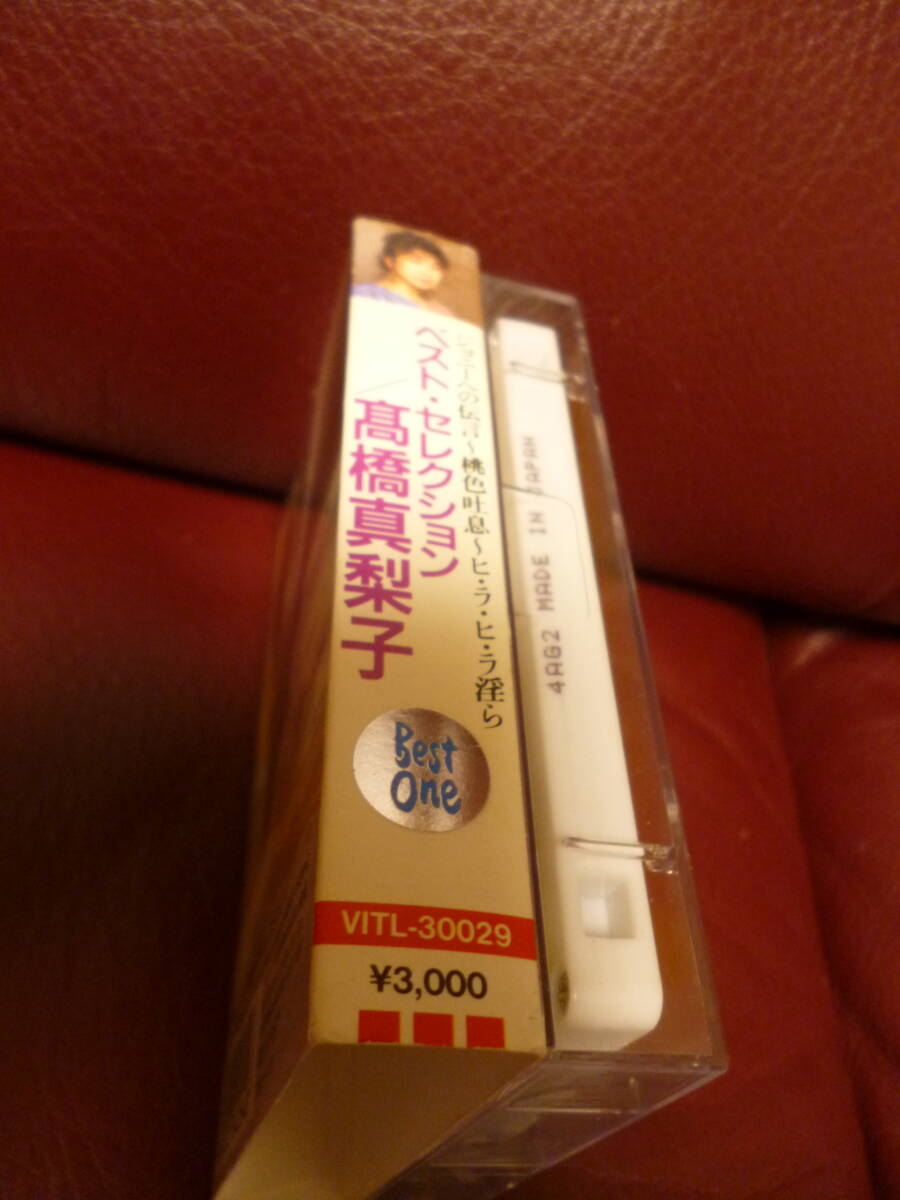 ジョニーへの伝言～桃色吐息～ヒ・ラ・ヒ・ラ淫ら
ベスト・セレクション
／髙橋真梨子
Best
One
VITL-30029
¥3,000
4AG2 MADE IN JAPAN